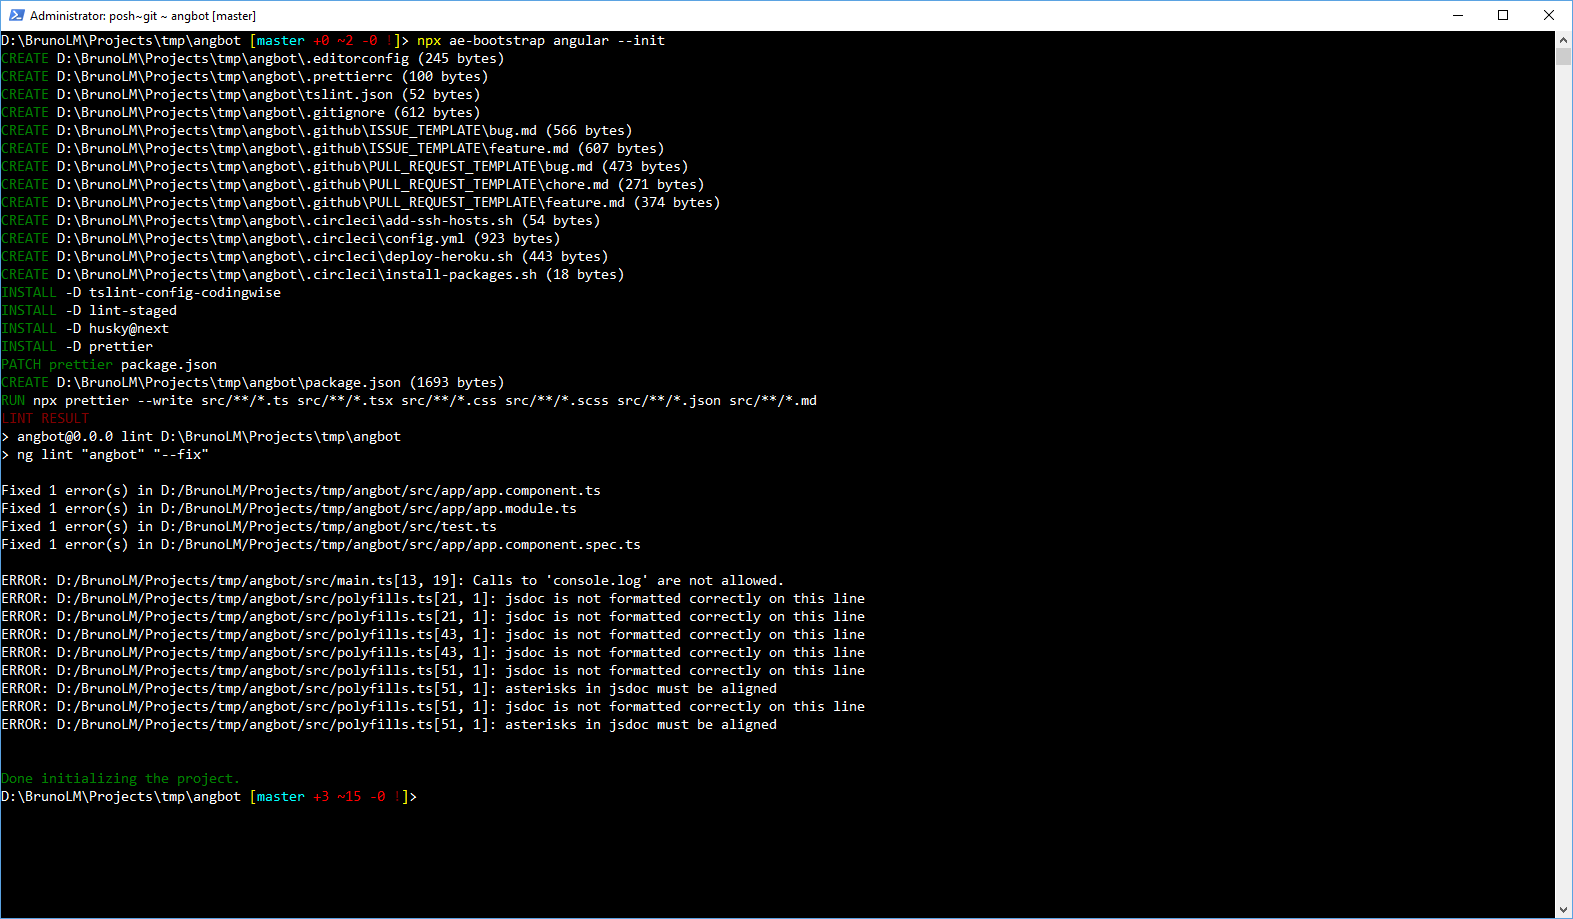 Administrator: posh~git ~ angbot [master]
D:\BrunoLM\Projects\tmp\angbot [master +0 ~2 -0 !]> npx ae-bootstrap angular --init
CREATE D:\BrunoLM\Projects\tmp\angbot\.editorconfig (245 bytes)
CREATE D:\BrunoLM\Projects\tmp\angbot\.prettierrc (100 bytes)
CREATE D:\BrunoLM\Projects\tmp\angbot\tslint.json (52 bytes)
CREATE D:\BrunoLM\Projects\tmp\angbot\.gitignore (612 bytes)
CREATE D:\BrunoLM\Projects\tmp\angbot\.github\ISSUE_TEMPLATE\bug.md (566 bytes)
CREATE D:\BrunoLM\Projects\tmp\angbot\.github\ISSUE_TEMPLATE\feature.md (607 bytes)
CREATE D:\BrunoLM\Projects\tmp\angbot\.github\PULL_REQUEST_TEMPLATE\bug.md (473 bytes)
CREATE D:\BrunoLM\Projects\tmp\angbot\.github\PULL_REQUEST_TEMPLATE\chore.md (271 bytes)
CREATE D:\BrunoLM\Projects\tmp\angbot\.github\PULL_REQUEST_TEMPLATE\feature.md (374 bytes)
CREATE D:\BrunoLM\Projects\tmp\angbot\.circleci\add-ssh-hosts.sh (54 bytes)
CREATE D:\BrunoLM\Projects\tmp\angbot\.circleci\config.yml (923 bytes)
CREATE D:\BrunoLM\Projects\tmp\angbot\.circleci\deploy-heroku.sh (443 bytes)
CREATE D:\BrunoLM\Projects\tmp\angbot\.circleci\install-packages.sh (18 bytes)
INSTALL -D tslint-config-codingwise
INSTALL -D lint-staged
INSTALL -D husky@next
INSTALL -D prettier
PATCH prettier package.json
CREATE D:\BrunoLM\Projects\tmp\angbot\package.json (1693 bytes)
RUN npx prettier --write src/**/*.ts src/**/*.tsx src/**/*.css src/**/*.scss src/**/*.json src/**/*.md
LINT RESULT
> angbot@0.0.0 lint D:\BrunoLM\Projects\tmp\angbot
> ng lint "angbot" "--fix"
Fixed 1 error(s) in D:/BrunoLM/Projects/tmp/angbot/src/app/app.component.ts
Fixed 1 error(s) in D:/BrunoLM/Projects/tmp/angbot/src/app/app.module.ts
Fixed 1 error(s) in D:/BrunoLM/Projects/tmp/angbot/src/test.ts
Fixed 1 error(s) in D:/BrunoLM/Projects/tmp/angbot/src/app/app.component.spec.ts
ERROR: D:/BrunoLM/Projects/tmp/angbot/src/main.ts[13, 19]: Calls to 'console.log' are not allowed.
ERROR: D:/BrunoLM/Projects/tmp/angbot/src/polyfills.ts[21, 1]: jsdoc is not formatted correctly on this line
ERROR: D:/BrunoLM/Projects/tmp/angbot/src/polyfills.ts[21, 1]: jsdoc is not formatted correctly on this line
ERROR: D:/BrunoLM/Projects/tmp/angbot/src/polyfills.ts[43, 1]: jsdoc is not formatted correctly on this line
ERROR: D:/BrunoLM/Projects/tmp/angbot/src/polyfills.ts[43, 1]: jsdoc is not formatted correctly on this line
ERROR: D:/BrunoLM/Projects/tmp/angbot/src/polyfills.ts[51, 1]: jsdoc is not formatted correctly on this line
ERROR: D:/BrunoLM/Projects/tmp/angbot/src/polyfills.ts[51, 1]: asterisks in jsdoc must be aligned
ERROR: D:/BrunoLM/Projects/tmp/angbot/src/polyfills.ts[51, 1]: jsdoc is not formatted correctly on this line
ERROR: D:/BrunoLM/Projects/tmp/angbot/src/polyfills.ts[51, 1]: asterisks in jsdoc must be aligned
Done initializing the project.
D:\BrunoLM\Projects\tmp\angbot [master +3 ~15 -0 !]>